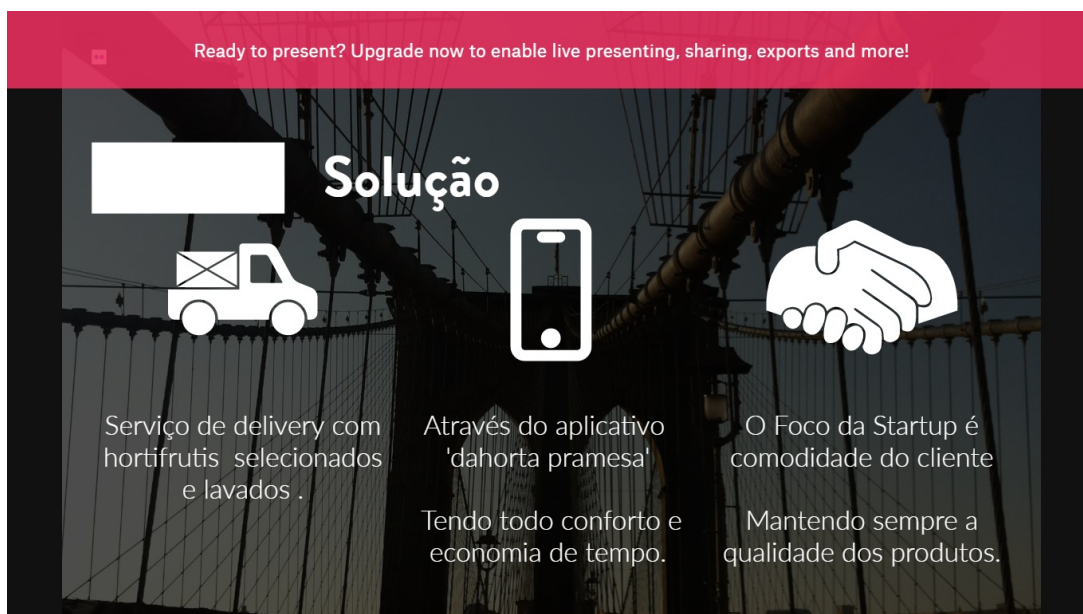 Ready to present? Upgrade now to enable live presenting, sharing, exports and more!
Solução
Serviço de delivery com
hortifrutis selecionados
e lavados .
Através do aplicativo
'dahorta pramesa'
Tendo todo conforto e
economia de tempo.
O Foco da Startup é
comodidade do cliente
Mantendo sempre a
qualidade dos produtos.